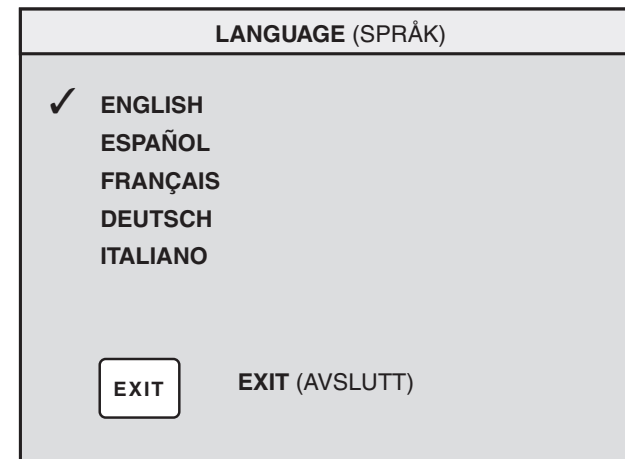 LANGUAGE (SPRÅK)
✓ ENGLISH
ESPAÑOL
FRANÇAIS
DEUTSCH
ITALIANO
EXIT EXIT (AVSLUTT)